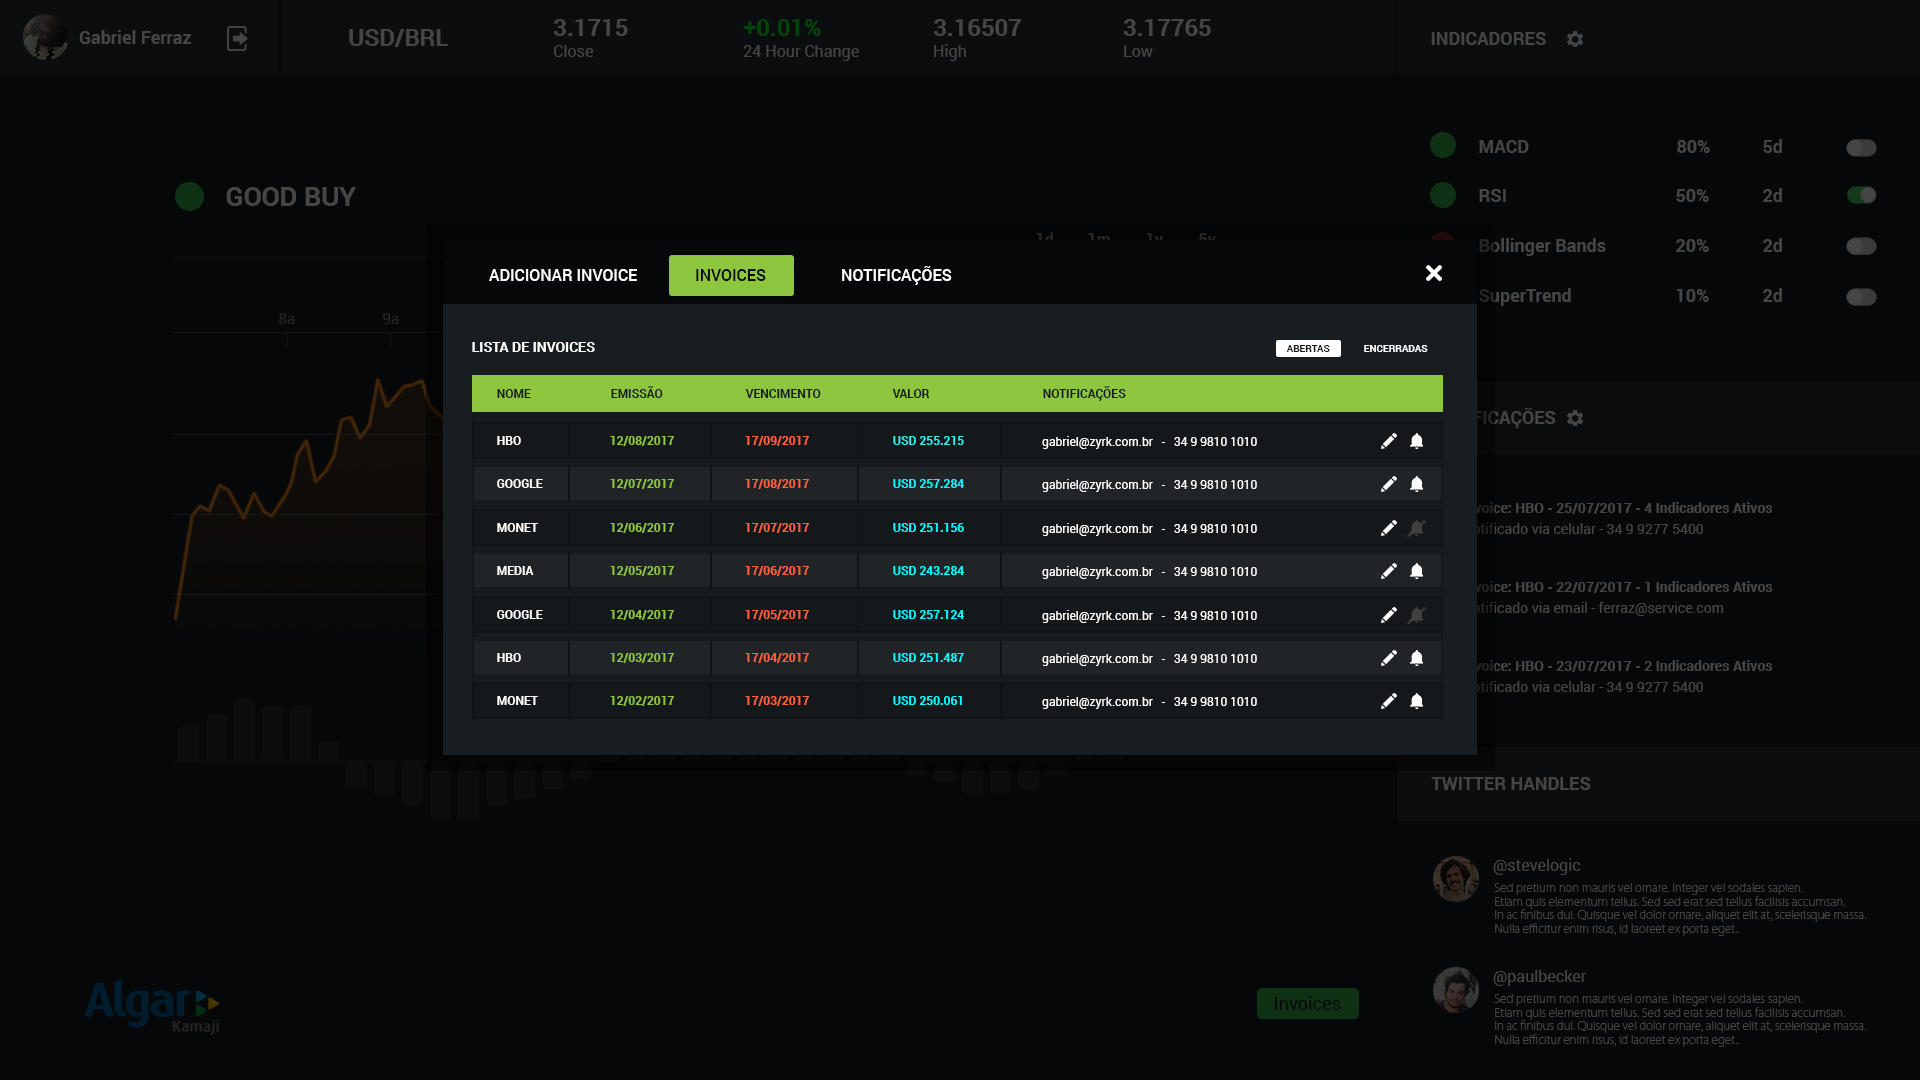 Gabriel Ferraz
USD/BRL
3.1715
Close
+0.01%
24 Hour Change
3.16507
High
3.17765
Low
INDICADORES
MACD 80% 5d
RSI 50% 2d
Bollinger Bands 20% 2d
SuperTrend 10% 2d
GOOD BUY
1d 1m 1y 5y
8a 9a
ADICIONAR INVOICE INVOICES NOTIFICAÇÕES
LISTA DE INVOICES ABERTAS ENCERRADAS
NOME EMISSÃO VENCIMENTO VALOR NOTIFICAÇÕES
HBO 12/08/2017 17/09/2017 USD 255.215 gabriel@zyrk.com.br - 34 9 9810 1010
GOOGLE 12/07/2017 17/08/2017 USD 257.284 gabriel@zyrk.com.br - 34 9 9810 1010
MONET 12/06/2017 17/07/2017 USD 251.156 gabriel@zyrk.com.br - 34 9 9810 1010
MEDIA 12/05/2017 17/06/2017 USD 243.284 gabriel@zyrk.com.br - 34 9 9810 1010
GOOGLE 12/04/2017 17/05/2017 USD 257.124 gabriel@zyrk.com.br - 34 9 9810 1010
HBO 12/03/2017 17/04/2017 USD 251.487 gabriel@zyrk.com.br - 34 9 9810 1010
MONET 12/02/2017 17/03/2017 USD 250.061 gabriel@zyrk.com.br - 34 9 9810 1010
FICAÇÕES
voice: HBO - 25/07/2017 - 4 Indicadores Ativos
otificado via celular - 34 9 9277 5400
voice: HBO - 22/07/2017 - 1 Indicadores Ativos
otificado via email - ferraz@service.com
voice: HBO - 23/07/2017 - 2 Indicadores Ativos
otificado via celular - 34 9 9277 5400
TWITTER HANDLES
@stevelogic
Sed pretium non mauris vel ornare. Integer vel sodales sapien.
Etiam quis elementum tellus. Sed sed erat sed tellus facilisis accumsan.
In ac finibus dui. Quisque vel dolor ornare, aliquet elit at, scelerisque massa.
Nulla efficitur enim risus, id laoreet ex porta eget..
@paulbecker
Sed pretium non mauris vel ornare. Integer vel sodales sapien.
Etiam quis elementum tellus. Sed sed erat sed tellus facilisis accumsan.
In ac finibus dui. Quisque vel dolor ornare, aliquet elit at, scelerisque massa.
Nulla efficitur enim risus, id laoreet ex porta eget..
Algar
Kamaji
Invoices